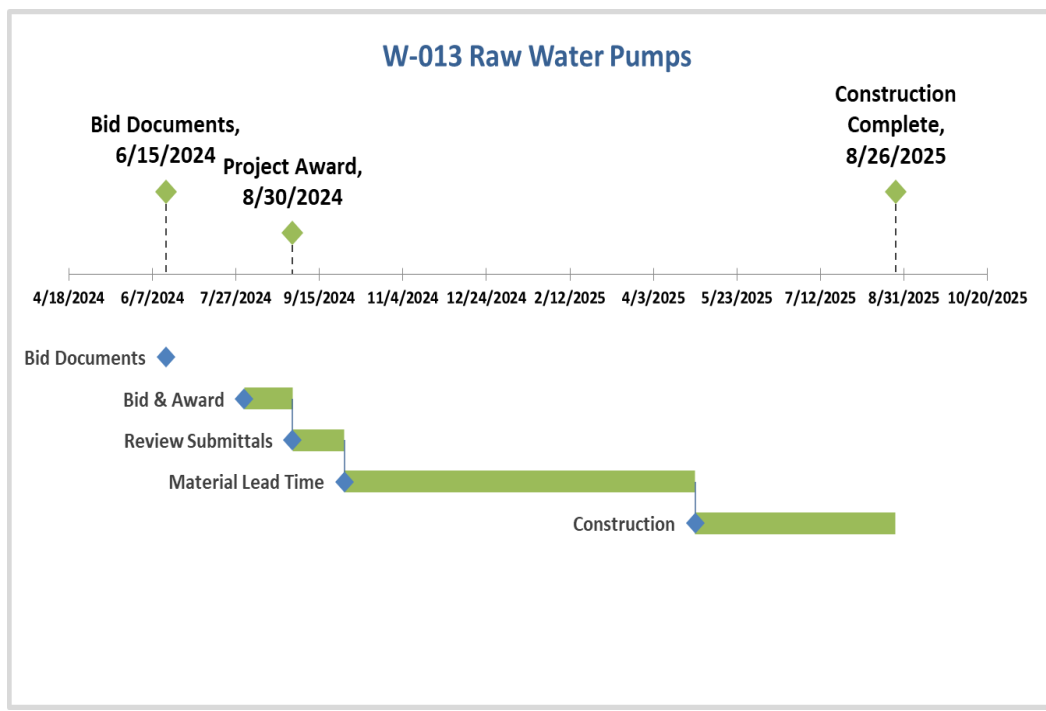 W-013 Raw Water Pumps
Bid Documents,
6/15/2024
Project Award,
8/30/2024
Construction
Complete,
8/26/2025
4/18/2024 6/7/2024 7/27/2024 9/15/2024 11/4/2024 12/24/2024 2/12/2025 4/3/2025 5/23/2025 7/12/2025 8/31/2025 10/20/2025
Bid Documents
Bid & Award
Review Submittals
Material Lead Time
Construction